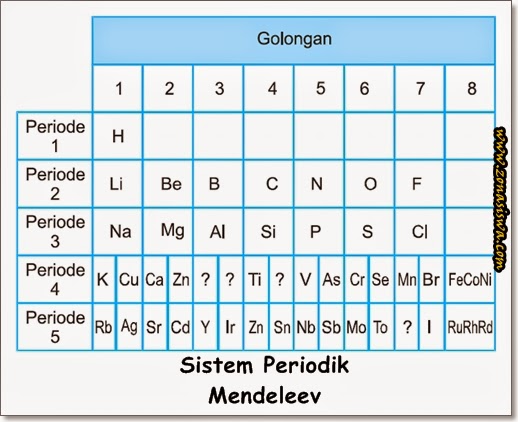 Golongan
1 2 3 4 5 6 7 8
Periode 1 H
Periode 2 Li Be B C N O F
Periode 3 Na Mg Al Si P S Cl
Periode 4 K Cu Ca Zn ? ? Ti ? V As Cr Se Mn Br FeCoNi
Periode 5 Rb Ag Sr Cd Y Ir Zn Sn Nb Sb Mo To ? I RuRhRd
www.zonasiswa.com
Sistem Periodik
Mendeleev